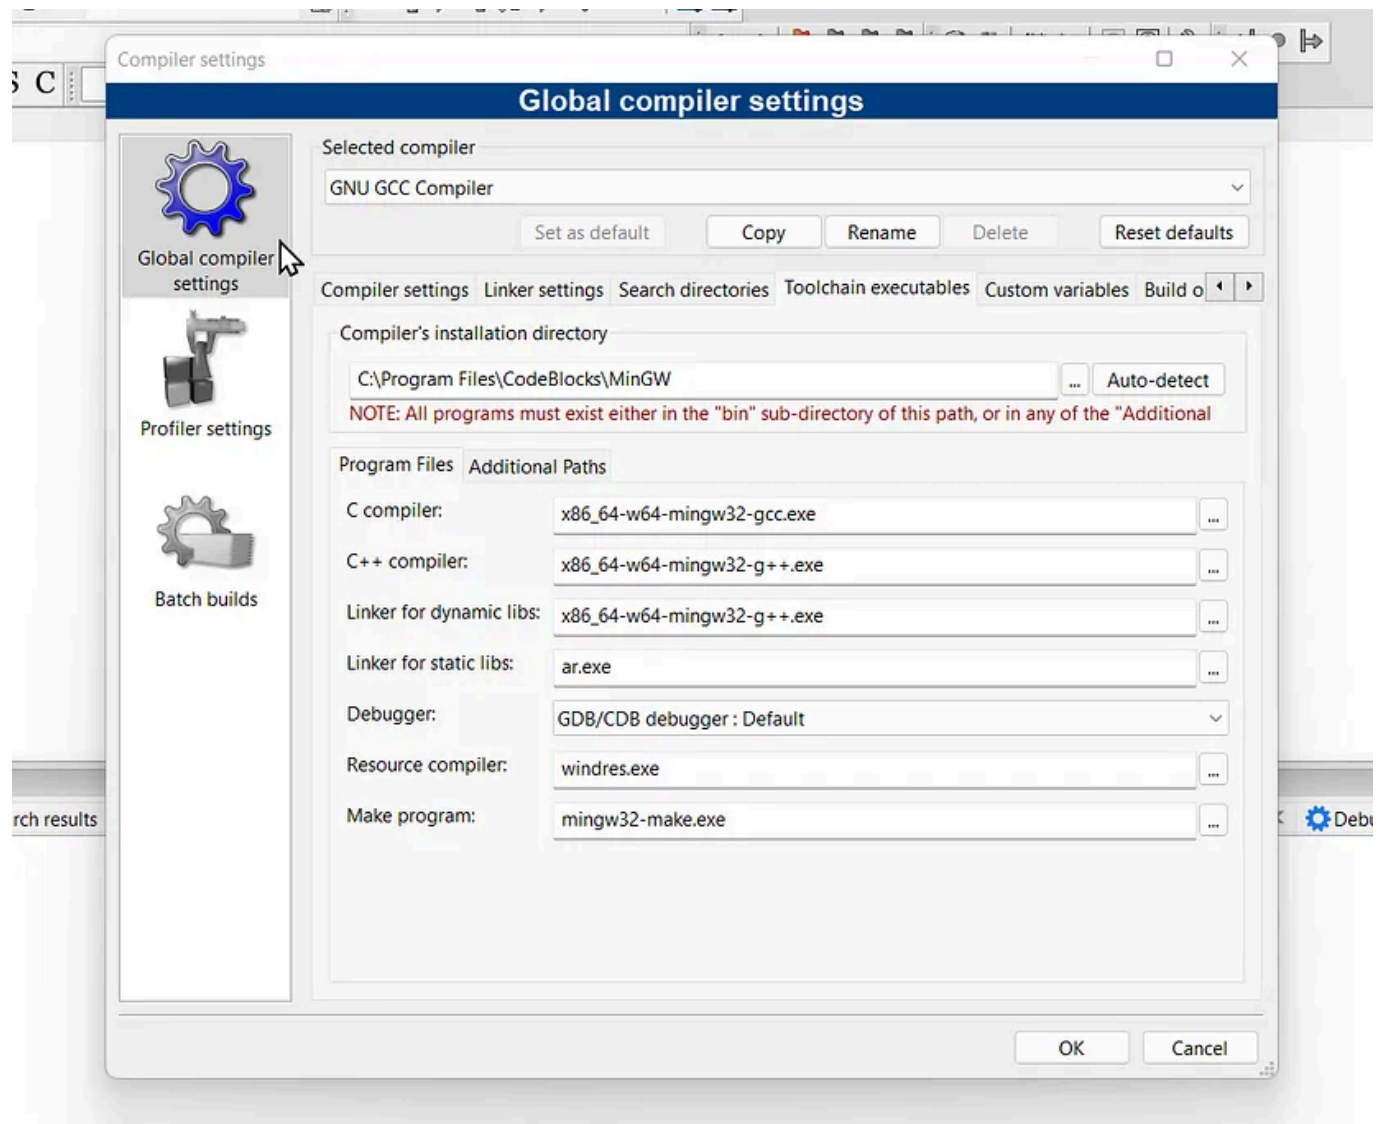 Compiler settings
S C
Global compiler settings
Global compiler
settings
Profiler settings
Batch builds
Selected compiler
GNU GCC Compiler
Set as default Copy Rename Delete Reset defaults
Compiler settings Linker settings Search directories Toolchain executables Custom variables Build o
Compiler's installation directory
C:\Program Files\CodeBlocks\MinGW ... Auto-detect
NOTE: All programs must exist either in the "bin" sub-directory of this path, or in any of the "Additional
Program Files Additional Paths
C compiler: x86_64-w64-mingw32-gcc.exe ...
C++ compiler: x86_64-w64-mingw32-g++.exe ...
Linker for dynamic libs: x86_64-w64-mingw32-g++.exe ...
Linker for static libs: ar.exe ...
Debugger: GDB/CDB debugger : Default
Resource compiler: windres.exe ...
Make program: mingw32-make.exe ...
rch results
Debu
OK Cancel